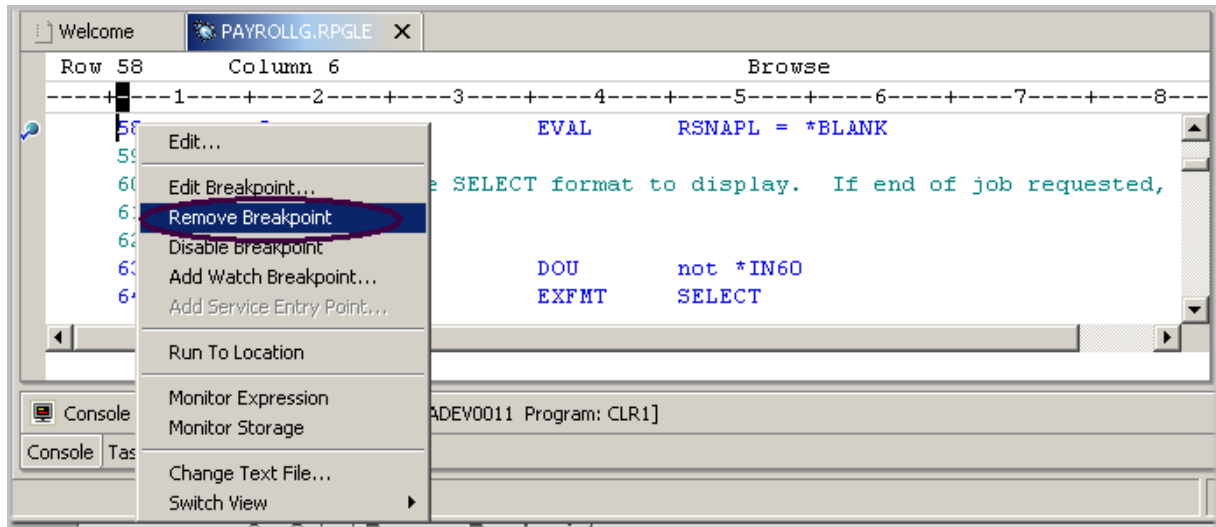 Welcome PAYROLLG.RPGLE
Row 58 Column 6 Browse
----+----1----+----2----+----3----+----4----+----5----+----6----+----7----+----8---
58 EVAL RSNAPL = *BLANK
Edit...
Edit Breakpoint...
SELECT format to display. If end of job requested,
Remove Breakpoint
Disable Breakpoint
DOU not *IN60
Add Watch Breakpoint...
EXFMT SELECT
Add Service Entry Point...
Run To Location
Monitor Expression
Console ADEV0011 Program: CLR1]
Monitor Storage
Console
Change Text File...
Switch View